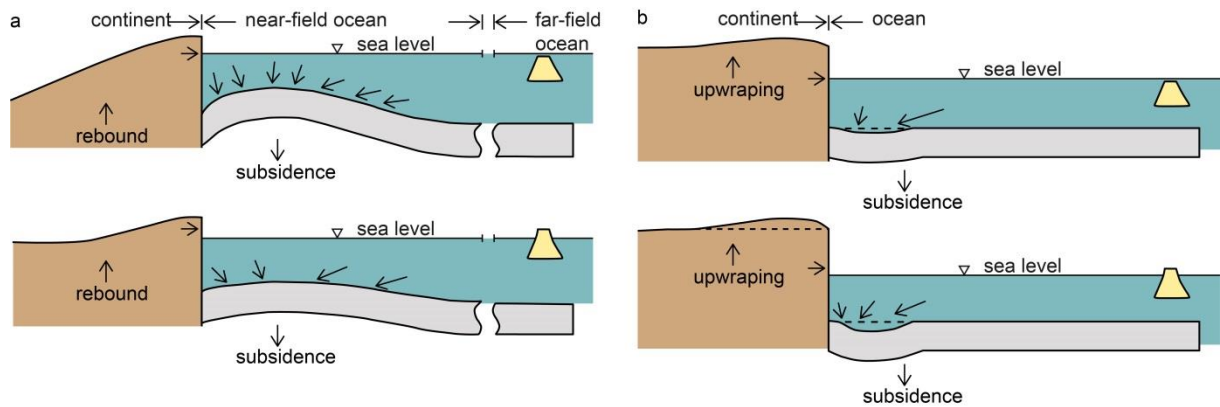 a
continent
near-field ocean
far-field
ocean
sea level
rebound
subsidence
sea level
rebound
subsidence
b
continent
ocean
sea level
upwraping
subsidence
sea level
upwraping
subsidence